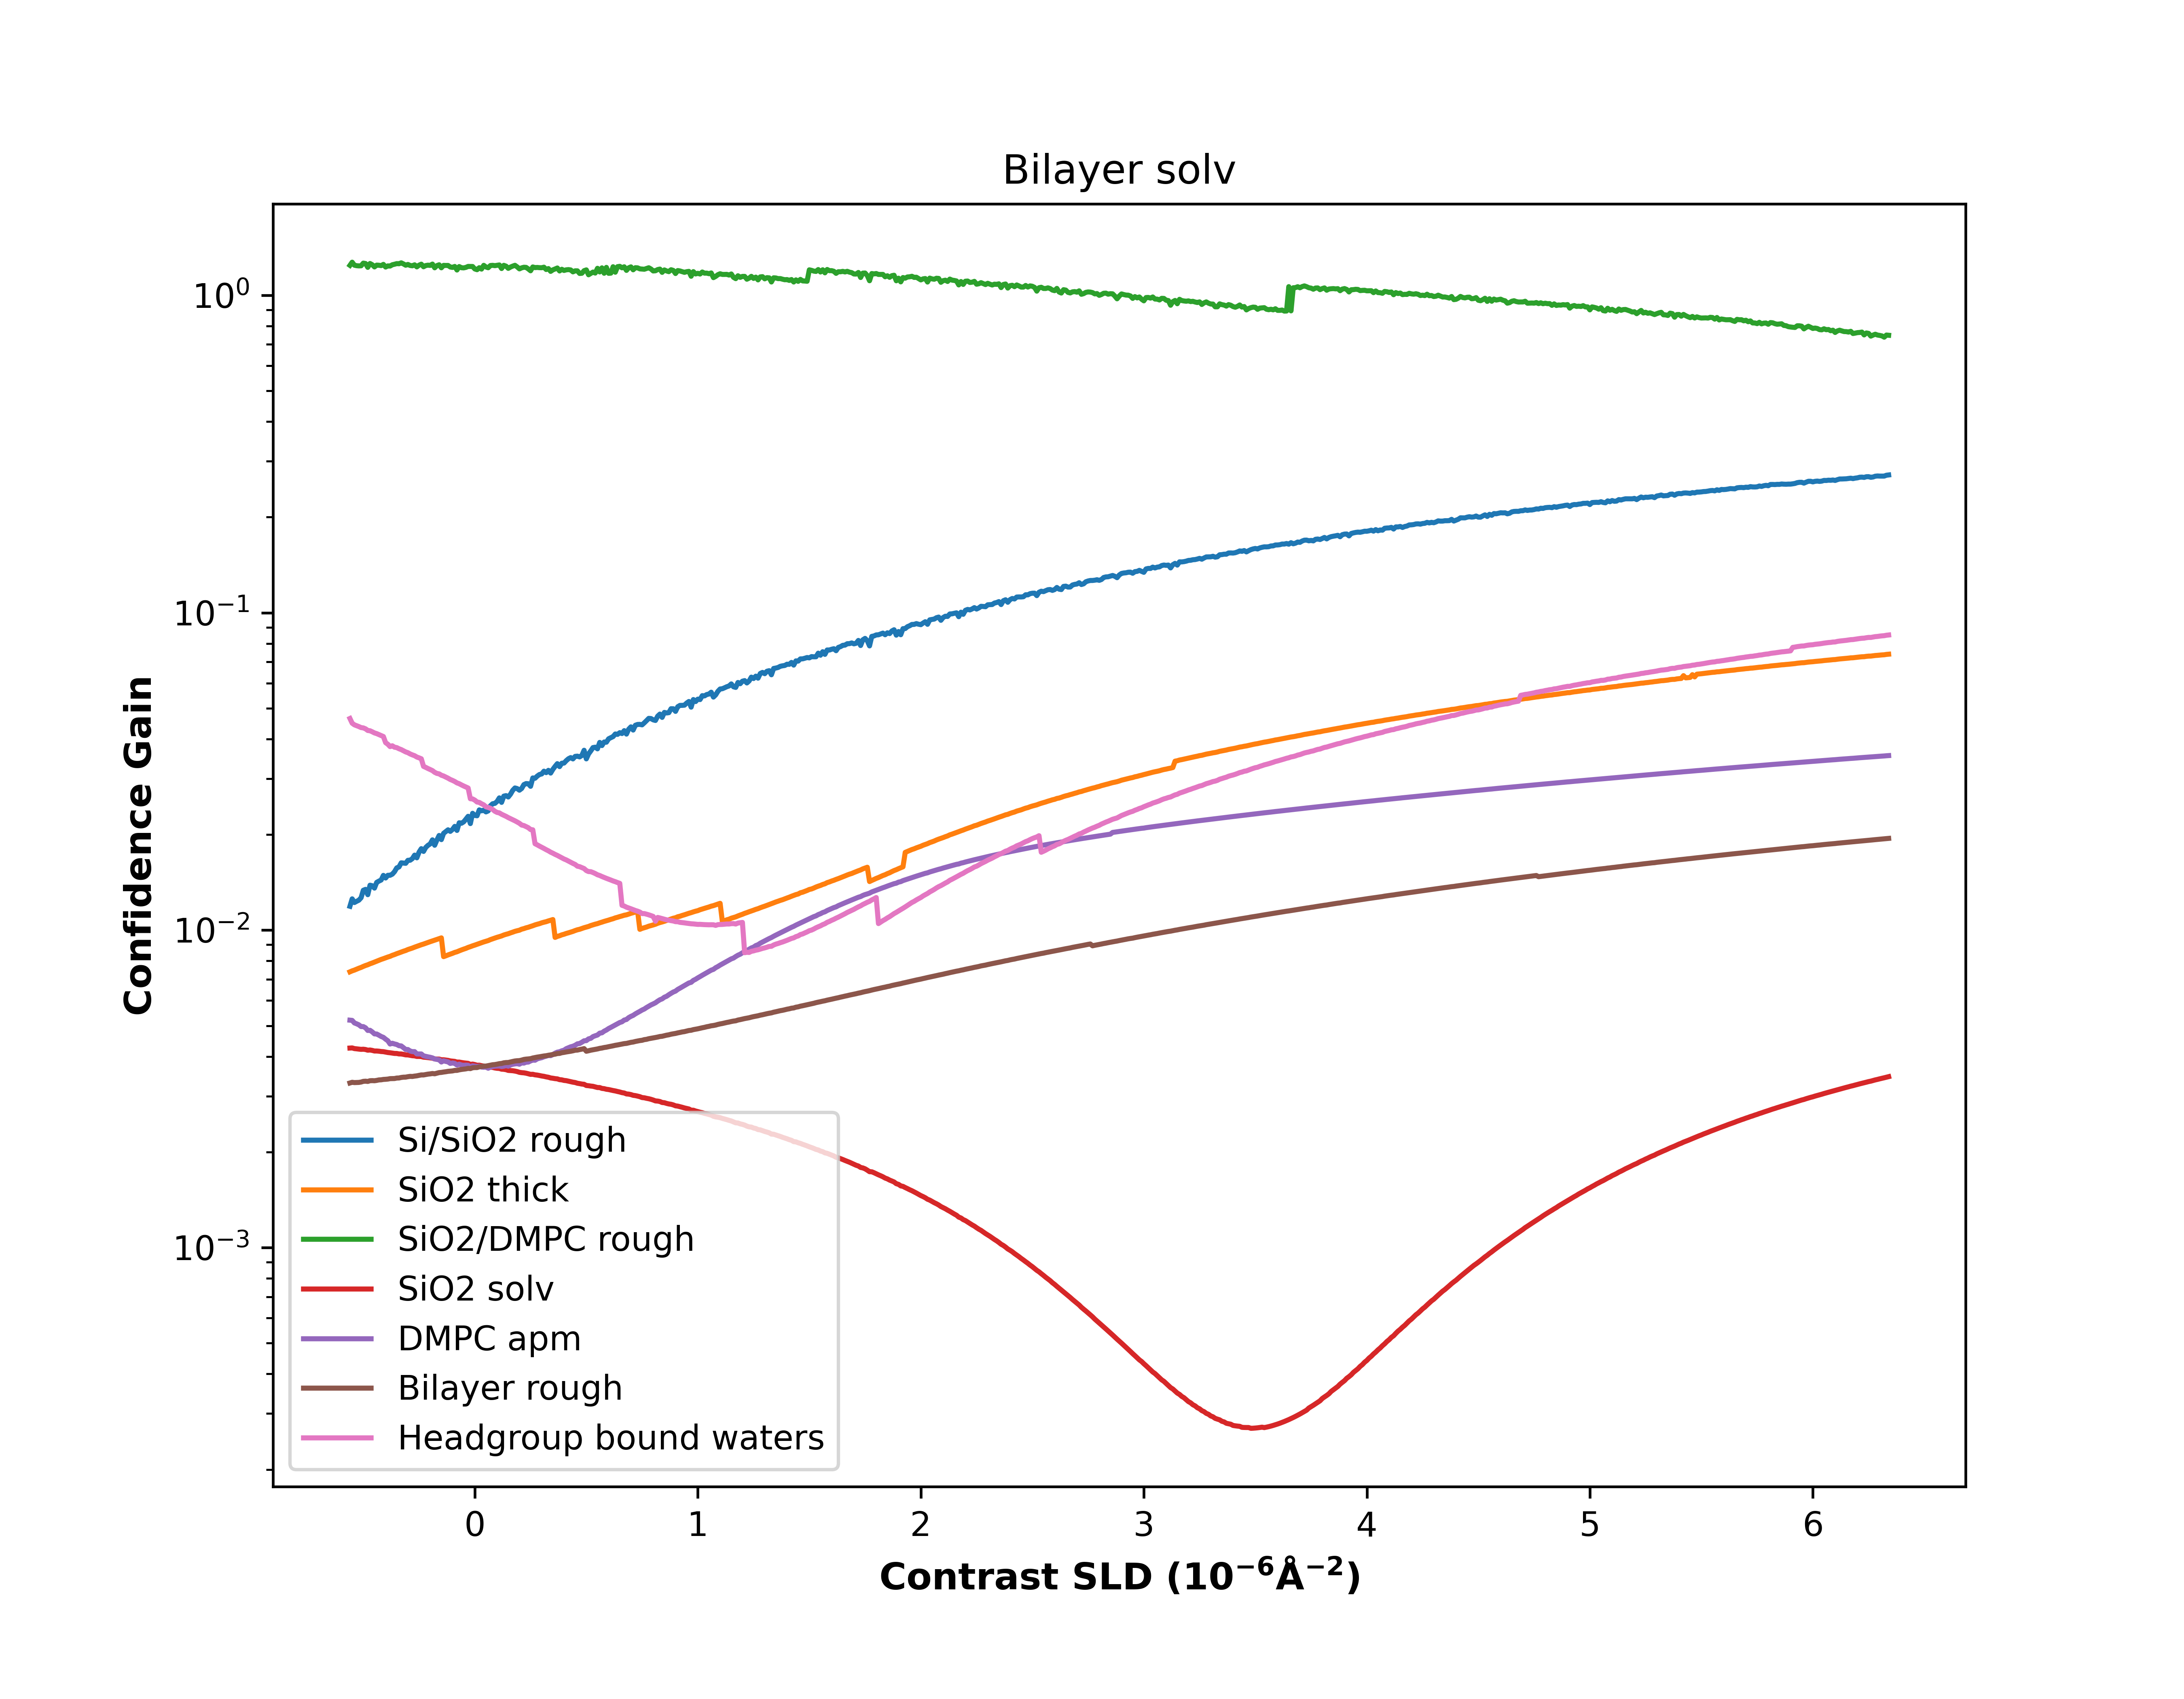 Bilayer solv
Confidence Gain
10⁰
10⁻¹
10⁻²
10⁻³
Si/SiO2 rough
SiO2 thick
SiO2/DMPC rough
SiO2 solv
DMPC apm
Bilayer rough
Headgroup bound waters
0 1 2 3 4 5 6
Contrast SLD (10⁻⁶Å⁻²)